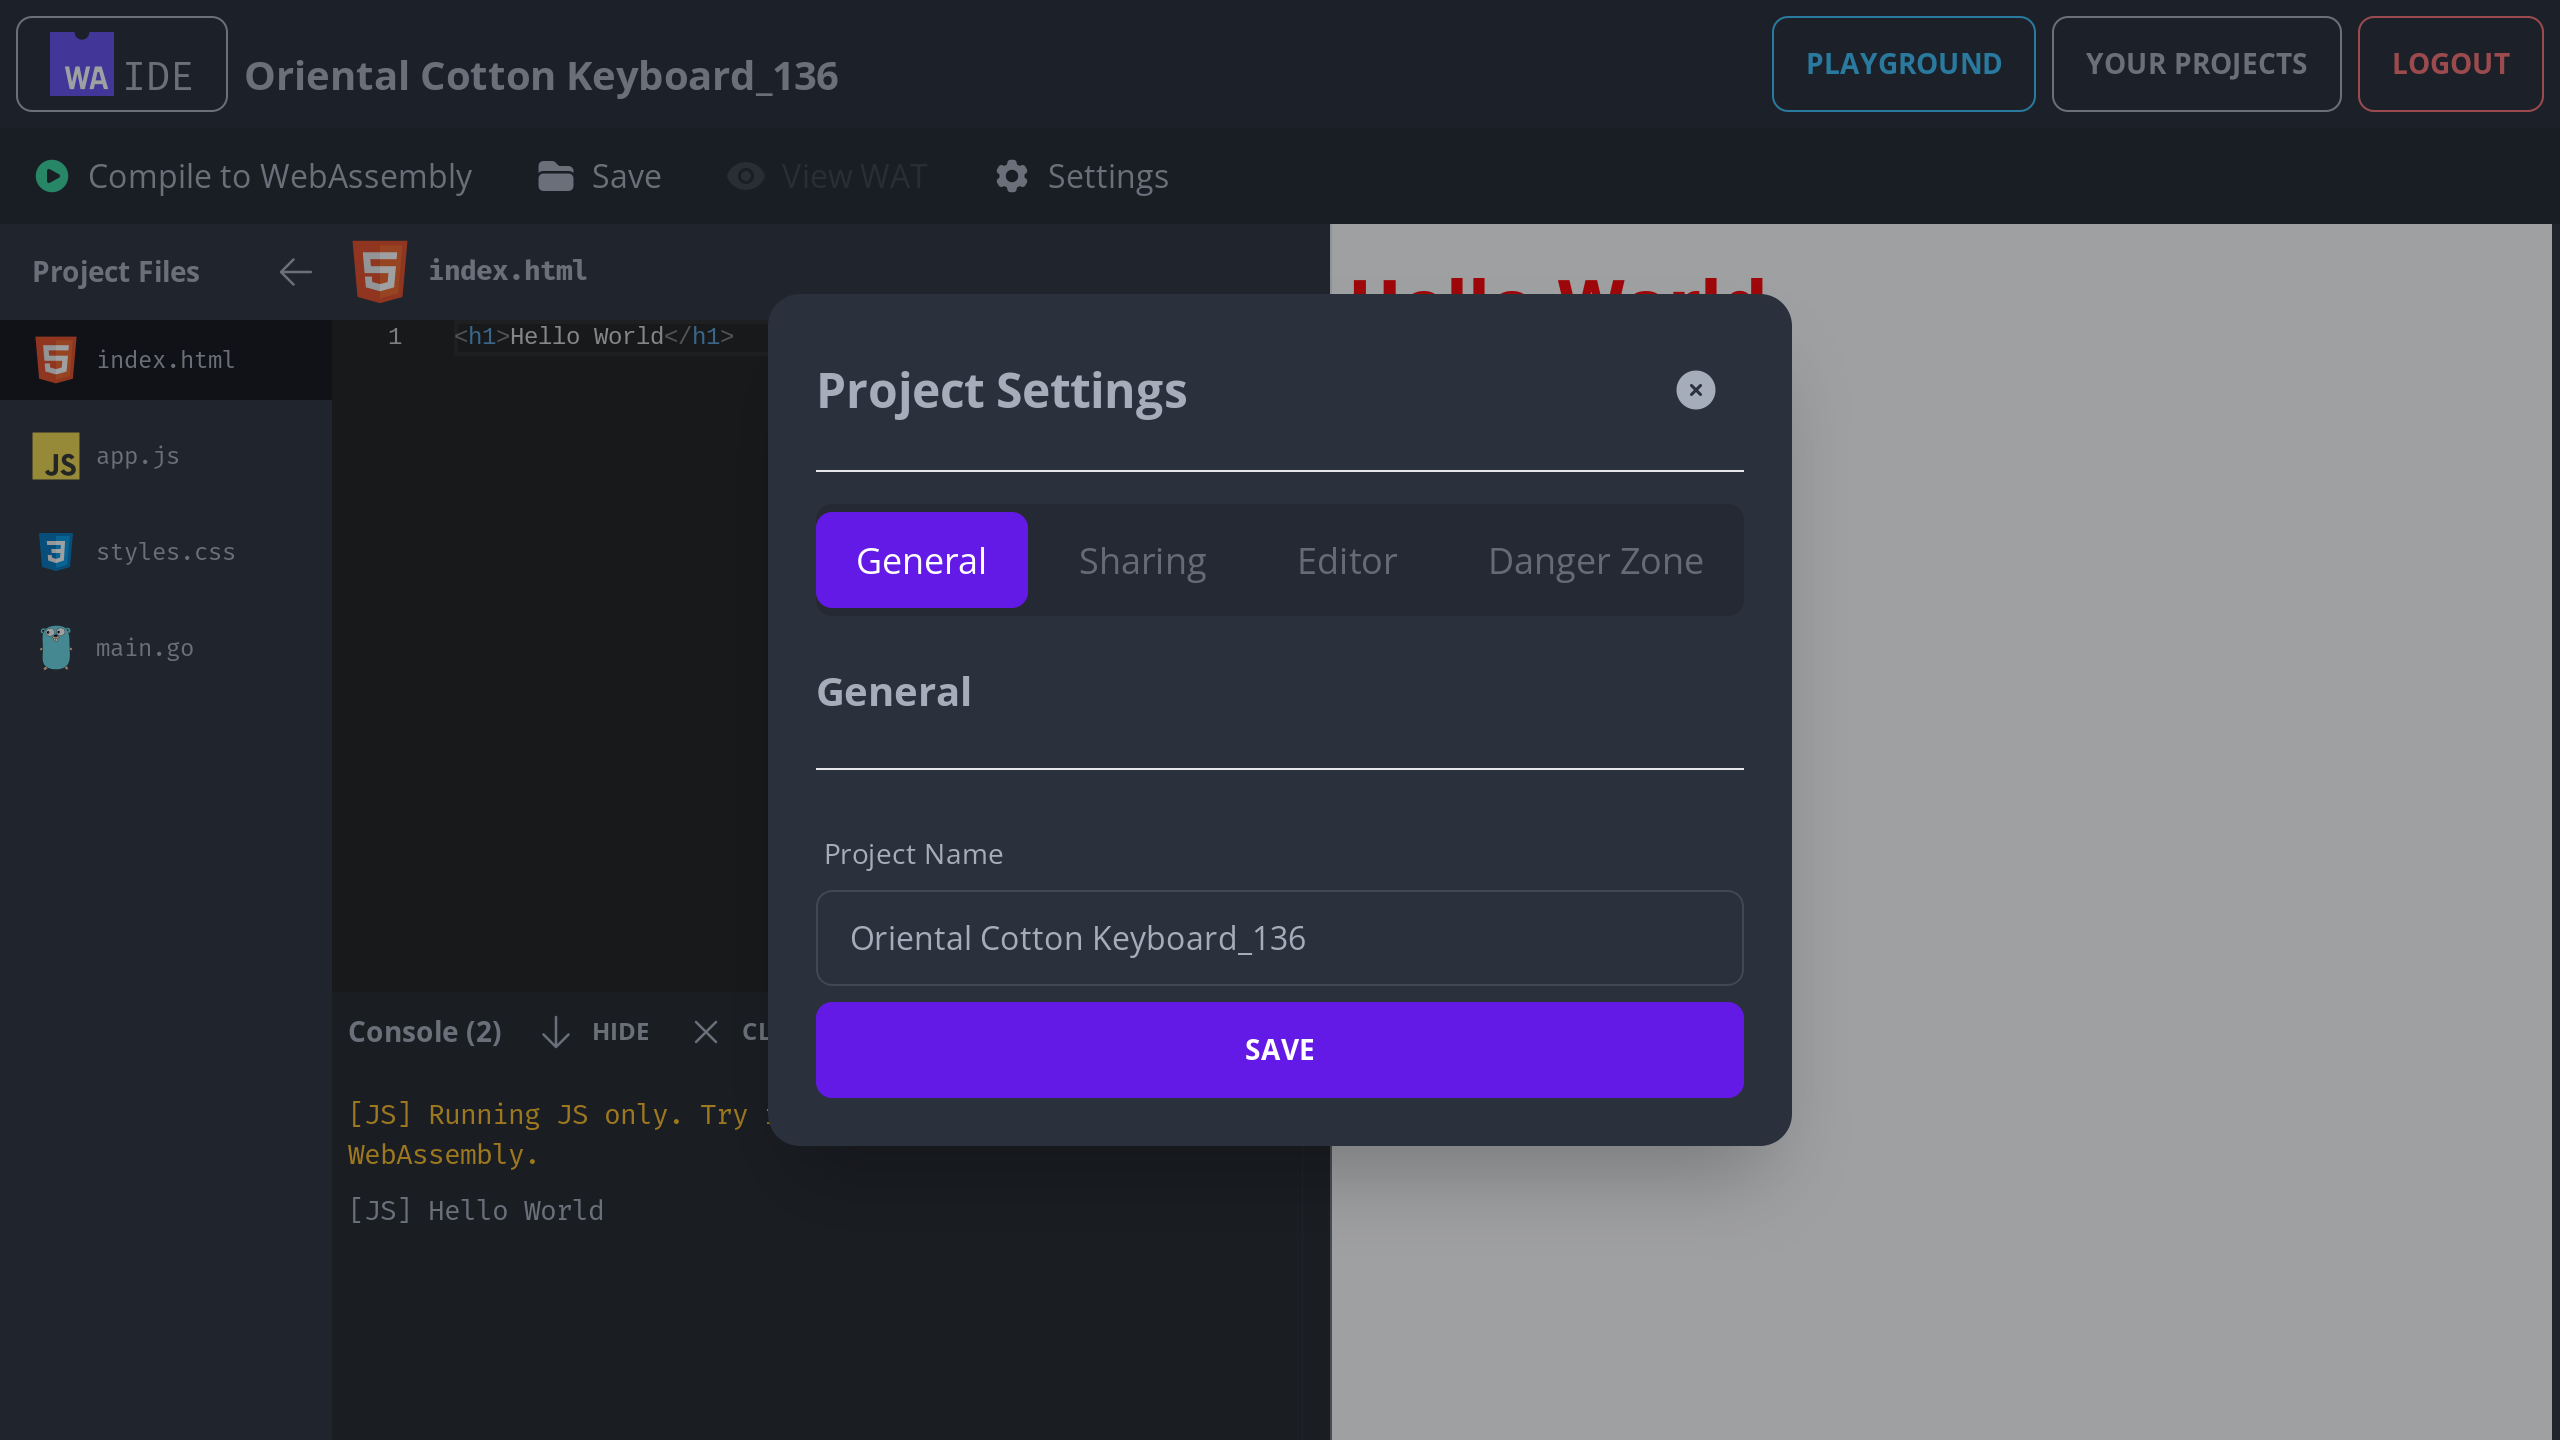 WA IDE
Oriental Cotton Keyboard_136
PLAYGROUND
YOUR PROJECTS
LOGOUT
Compile to WebAssembly
Save
View WAT
Settings
Project Files
index.html
index.html
app.js
styles.css
main.go
1 <h1>Hello World</h1>
Hello World
Project Settings
General
Sharing
Editor
Danger Zone
General
Project Name
Oriental Cotton Keyboard_136
SAVE
Console (2)
HIDE
CL
[JS] Running JS only. Try
WebAssembly.
[JS] Hello World